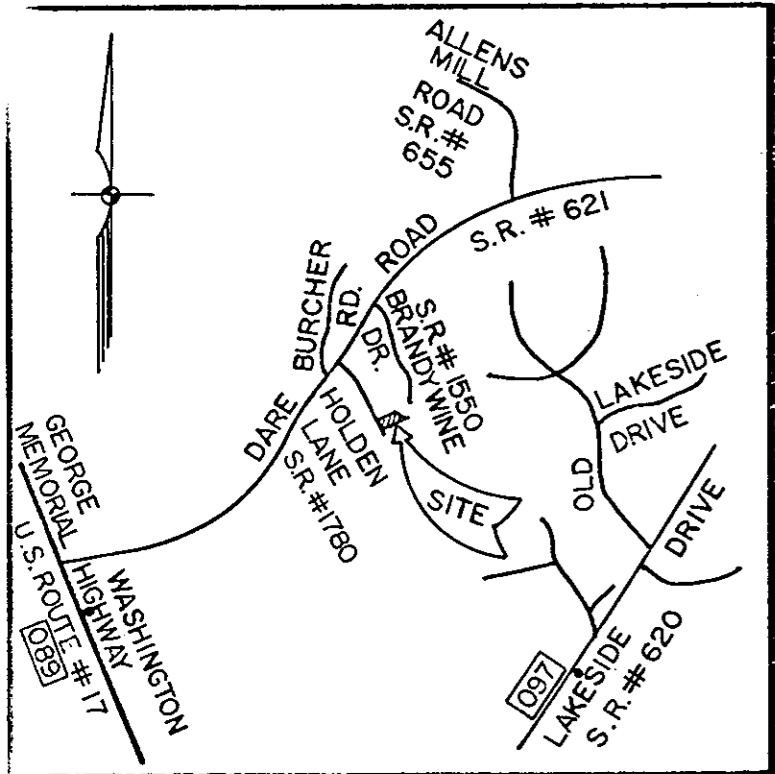 ALLENS
MILL
ROAD
S.R. #
655
S.R. # 621
DARE ROAD
BURCHER
RD.
S.R. # 1550
BRANDYWINE
DR.
HOLDEN
LANE
S.R. #1780
SITE
LAKESIDE
DRIVE
OLD
LAKESIDE DRIVE
S.R. # 620
097
GEORGE WASHINGTON
MEMORIAL HIGHWAY
U.S. ROUTE # 17
089